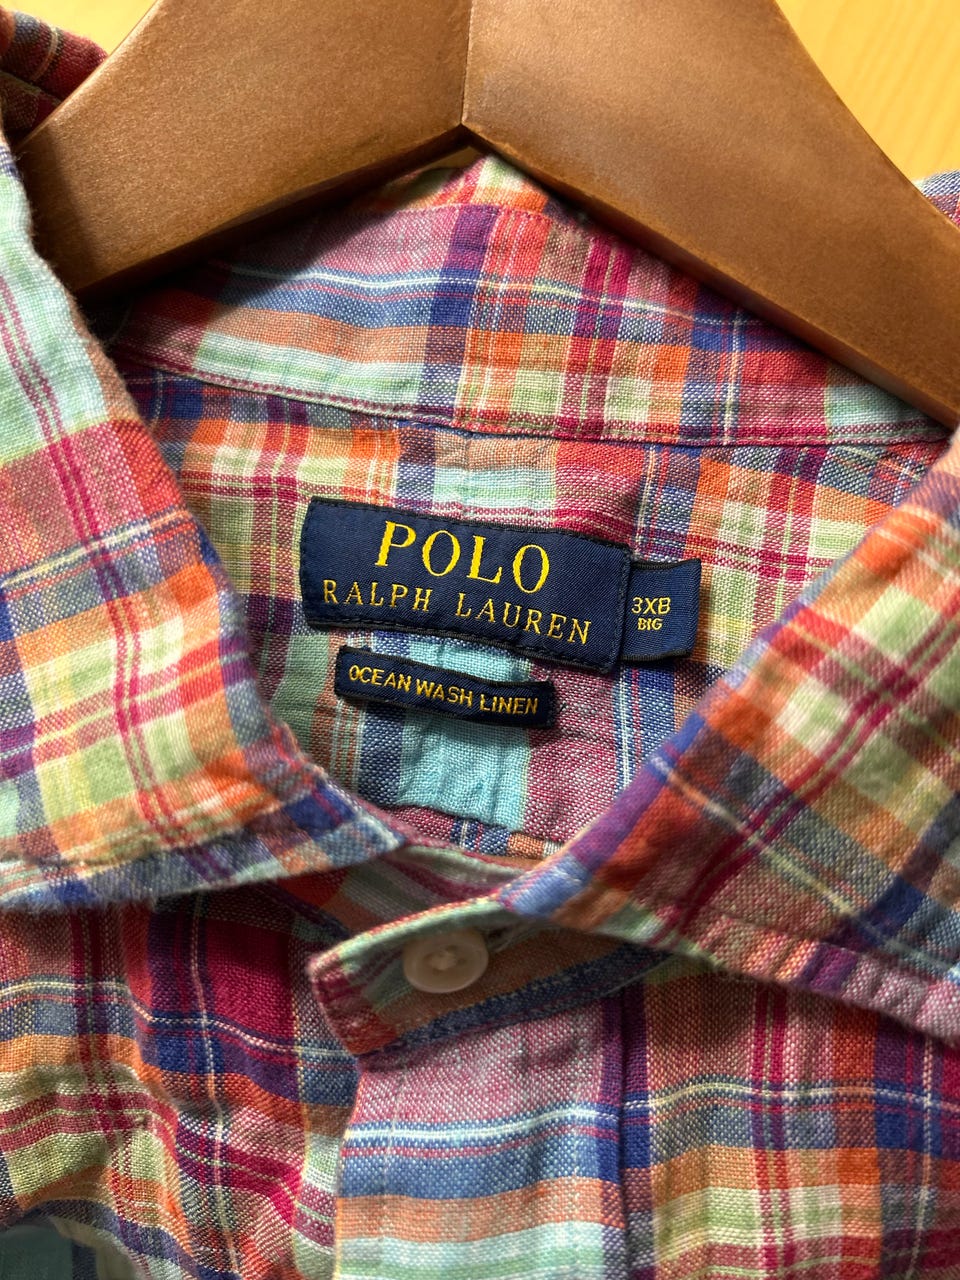 POLO
RALPH LAUREN
3XB
BIG
OCEAN WASH LINEN